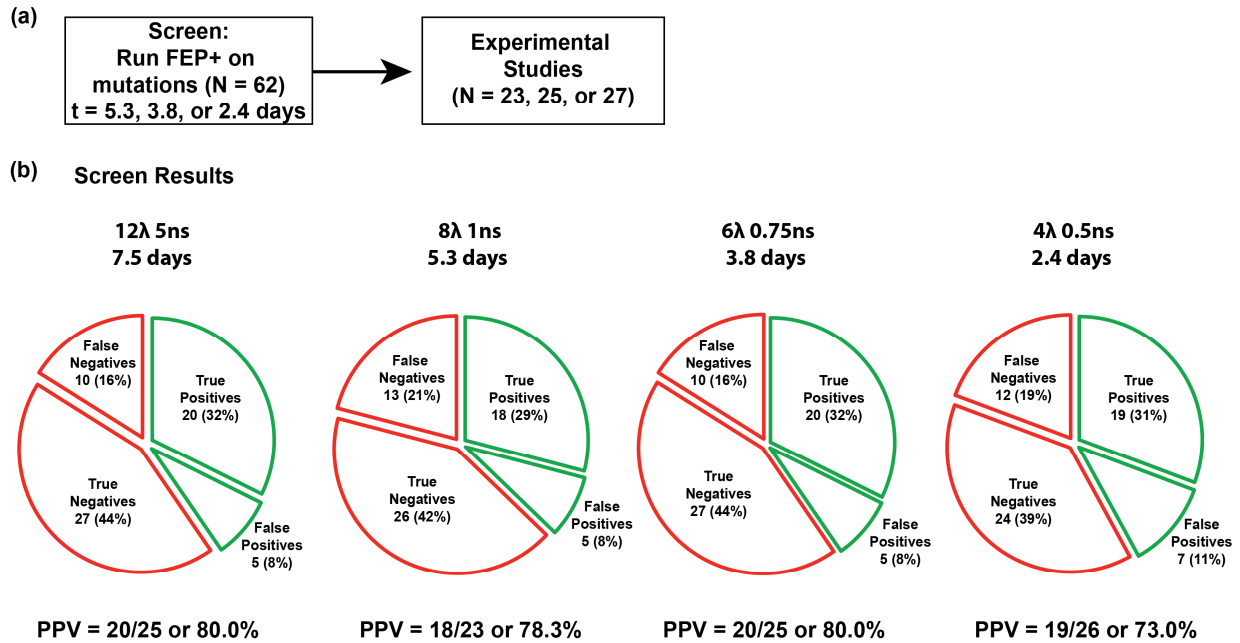 (a)
Screen:
Run FEP+ on
mutations (N = 62)
t = 5.3, 3.8, or 2.4 days
Experimental
Studies
(N = 23, 25, or 27)
(b) Screen Results
12λ 5ns
7.5 days
False
Negatives
10 (16%)
True
Positives
20 (32%)
True
Negatives
27 (44%)
False
Positives
5 (8%)
PPV = 20/25 or 80.0%
8λ 1ns
5.3 days
False
Negatives
13 (21%)
True
Positives
18 (29%)
True
Negatives
26 (42%)
False
Positives
5 (8%)
PPV = 18/23 or 78.3%
6λ 0.75ns
3.8 days
False
Negatives
10 (16%)
True
Positives
20 (32%)
True
Negatives
27 (44%)
False
Positives
5 (8%)
PPV = 20/25 or 80.0%
4λ 0.5ns
2.4 days
False
Negatives
12 (19%)
True
Positives
19 (31%)
True
Negatives
24 (39%)
False
Positives
7 (11%)
PPV = 19/26 or 73.0%